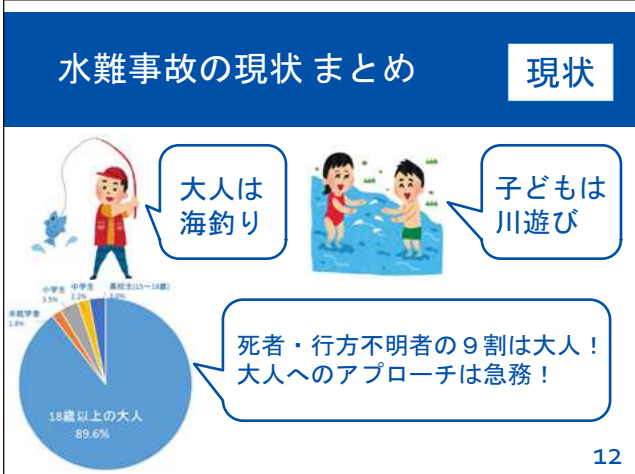 水難事故の現状 まとめ
現状
大人は
海釣り
子どもは
川遊び
小学生
3.5%
中学生
2.2%
高校生(15~18歳)
3.0%
未就学者
1.8%
18歳以上の大人
89.6%
死者・行方不明者の９割は大人！
大人へのアプローチは急務！
12